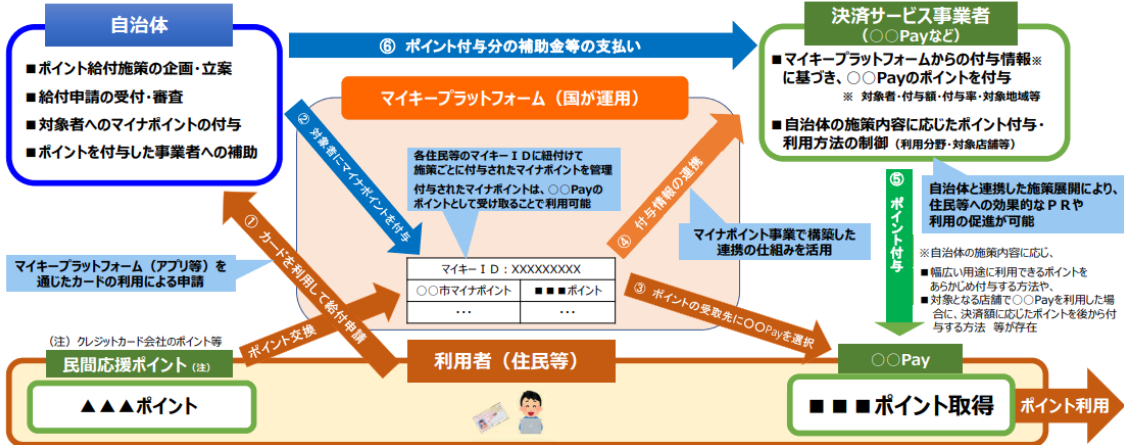 自治体
■ポイント給付施策の企画・立案
■給付申請の受付・審査
■対象者へのマイナポイントの付与
■ポイントを付与した事業者への補助
⑥ ポイント付与分の補助金等の支払い
決済サービス事業者
(○○Payなど)
■マイキープラットフォームからの付与情報※
に基づき、○○Payのポイントを付与
※ 対象者・付与額・付与率・対象地域等
■自治体の施策内容に応じたポイント付与・
利用方法の制御(利用分野・対象店舗等)
マイキープラットフォーム(国が運用)
② 対象者にマイナポイントを付与
各住民等のマイキーIDに紐付けて
施策ごとに付与されたマイナポイントを管理
付与されたマイナポイントは、○○Payの
ポイントとして受け取ることで利用可能
④ 付与情報の連携
マイナポイント事業で構築した
連携の仕組みを活用
⑤ ポイント付与
自治体と連携した施策展開により、
住民等への効果的なPRや
利用の促進が可能
※自治体の施策内容に応じ、
■幅広い用途に利用できるポイントを
あらかじめ付与する方法や、
■対象となる店舗で○○Payを利用した場
合に、決済額に応じたポイントを後から付
与する方法 等が存在
① カードを利用して給付申請
マイキープラットフォーム(アプリ等)を
通じたカードの利用による申請
マイキーID:XXXXXXXXX
○○市マイナポイント
■■■ポイント
…
…
③ ポイントの受取先に○○Payを選択
ポイント交換
(注)クレジットカード会社のポイント等
民間応援ポイント(注)
▲▲▲ポイント
利用者(住民等)
○○Pay
■■■ポイント取得
ポイント利用